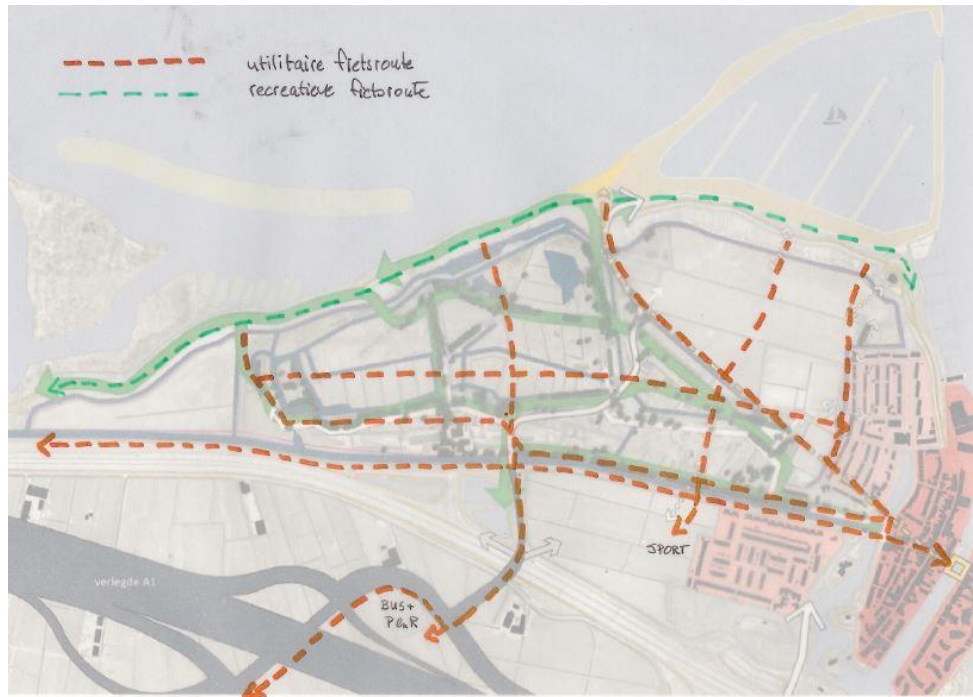 utilitaire fietsroute
recreatieve fietsroute
SPORT
verlegde A1
BUS+
P&R